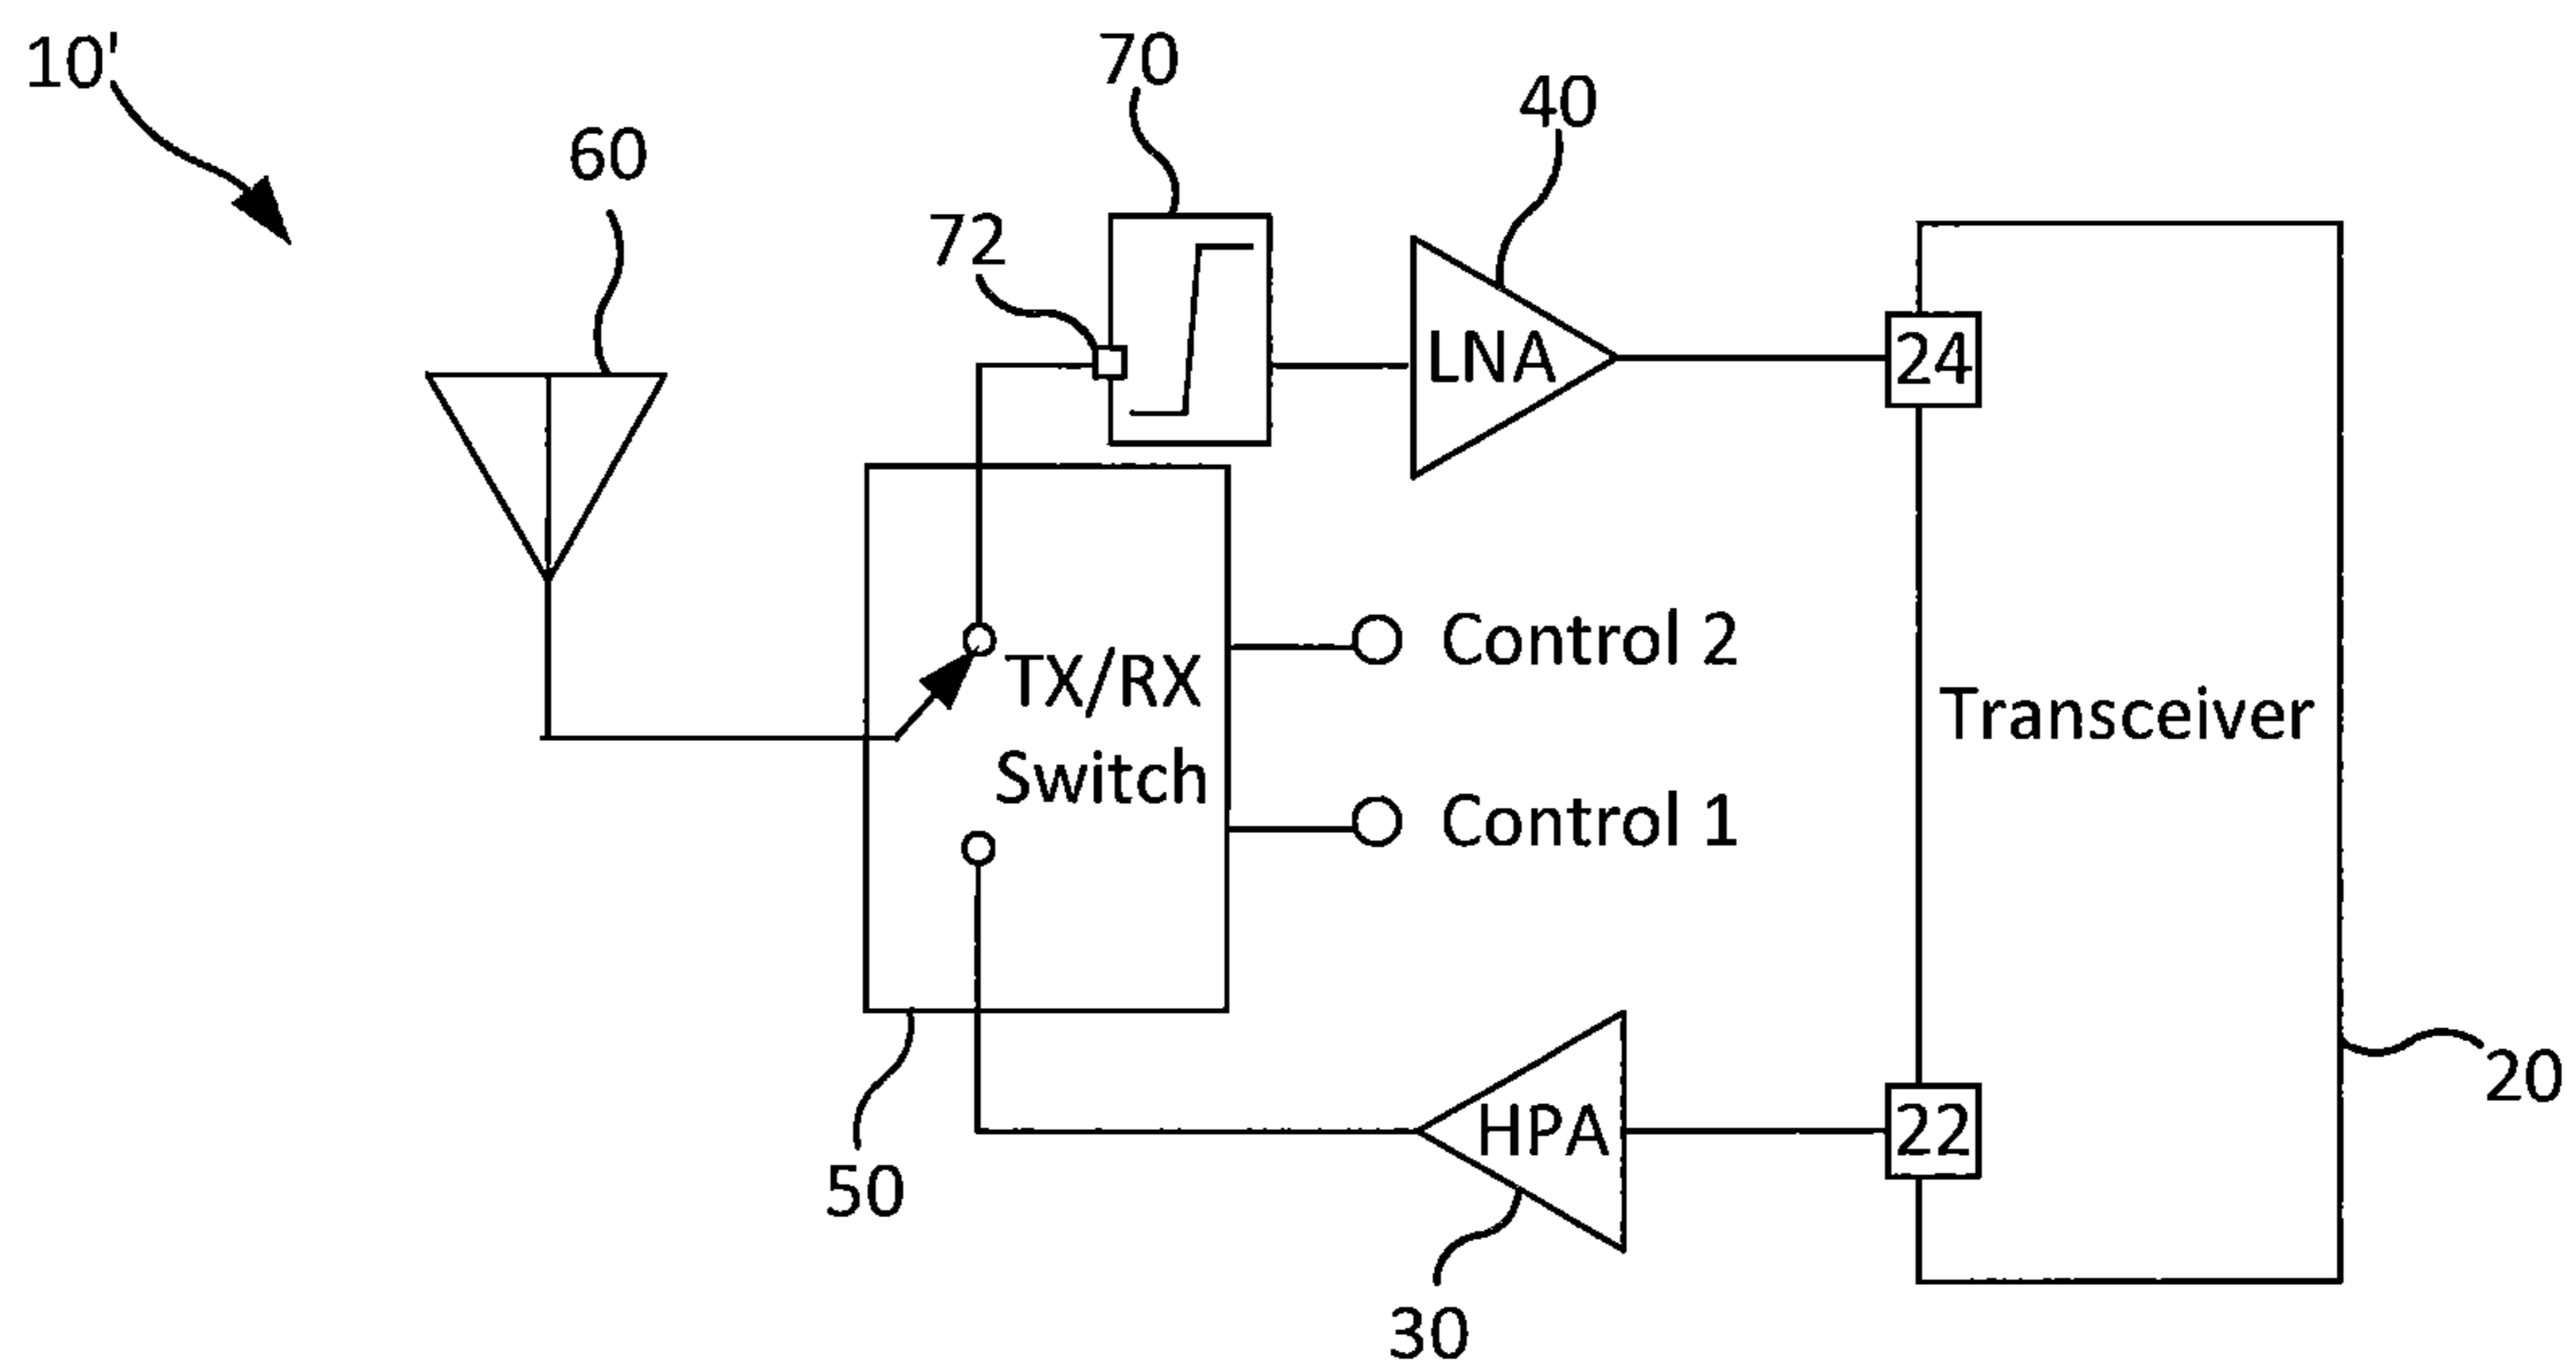 10'
70
40
60
72
LNA
24
Control 2
TX/RX
Switch
Transceiver
Control 1
20
HPA
22
50
30